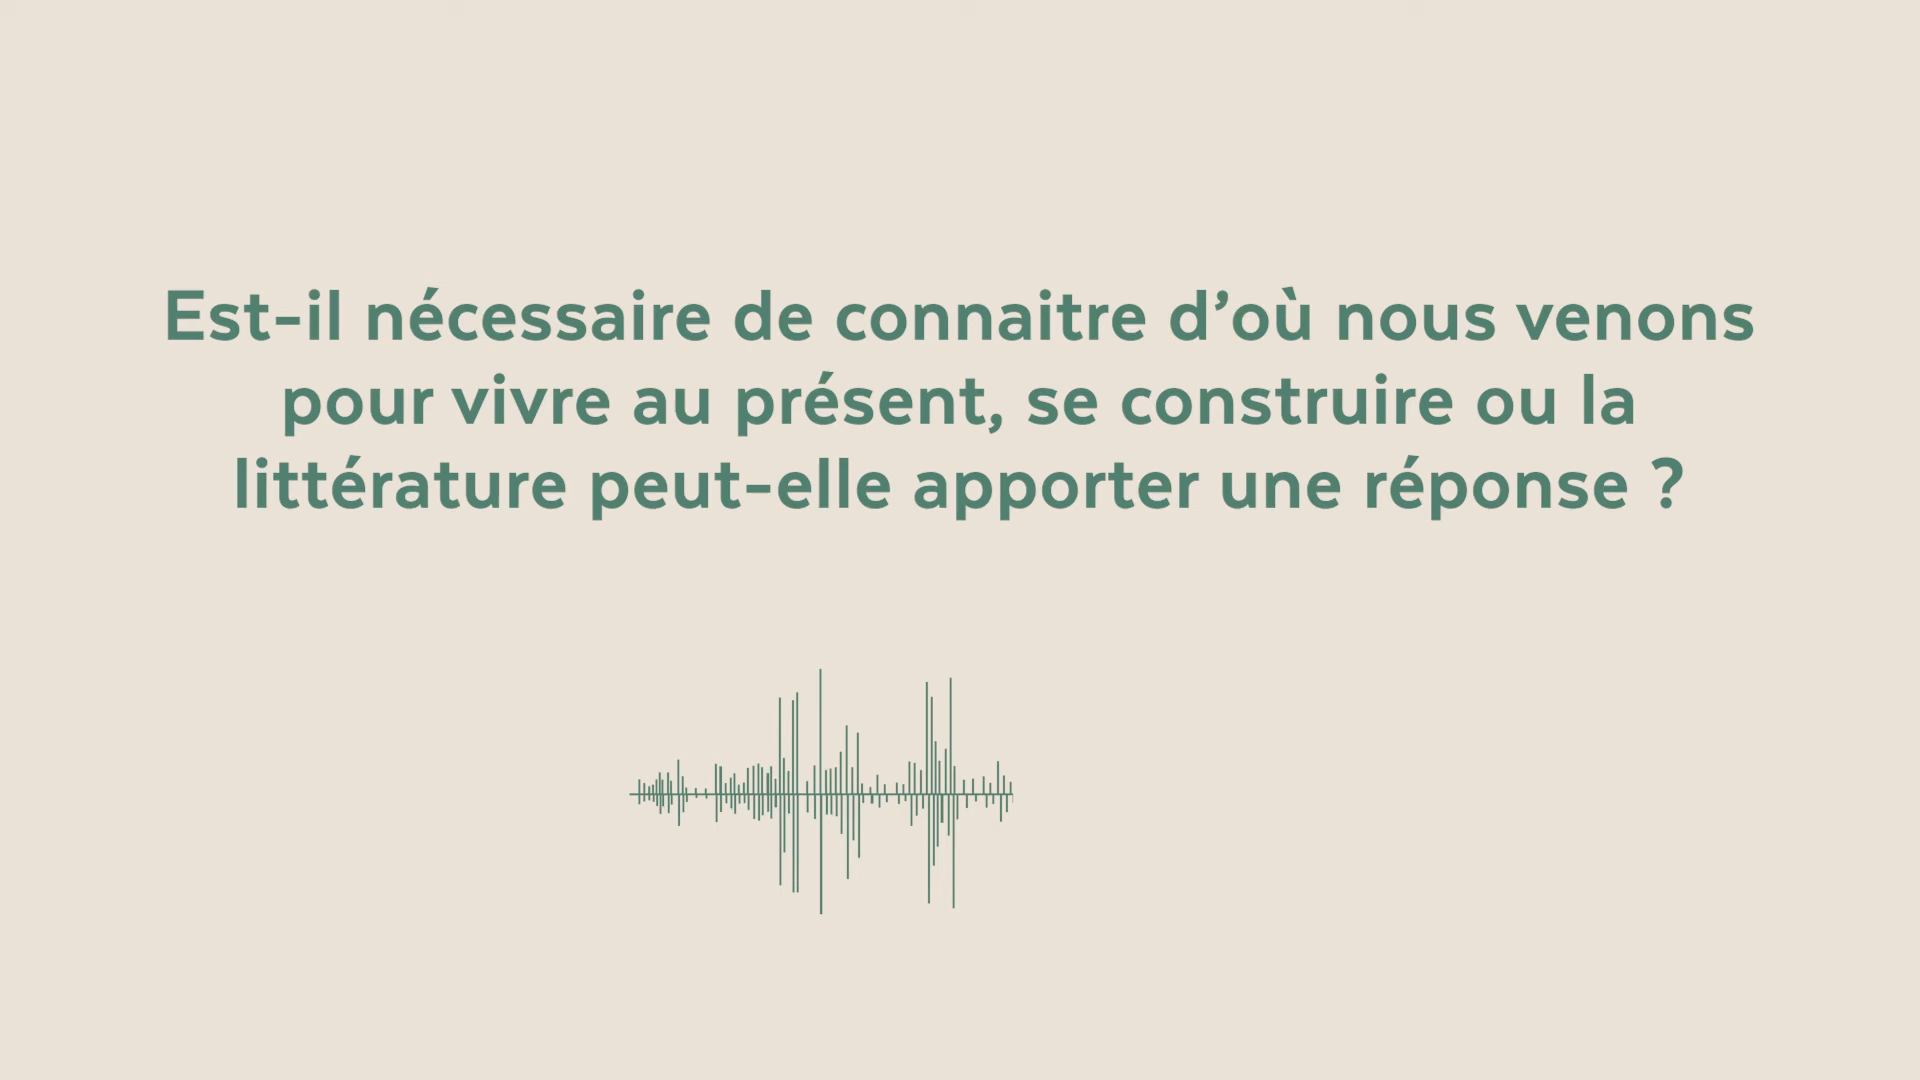 Est-il nécessaire de connaitre d’où nous venons
pour vivre au présent, se construire ou la
littérature peut-elle apporter une réponse ?